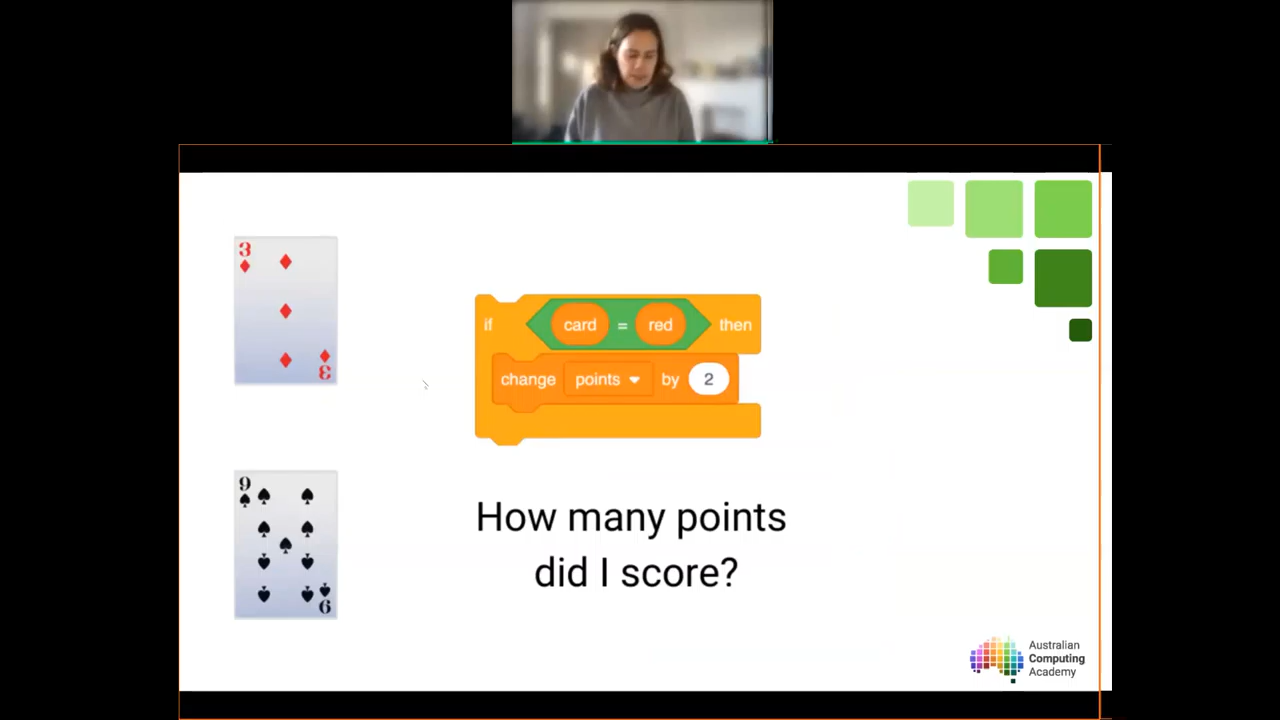 3
3
if card = red then
change points by 2
9
9
How many points
did I score?
Australian
Computing
Academy